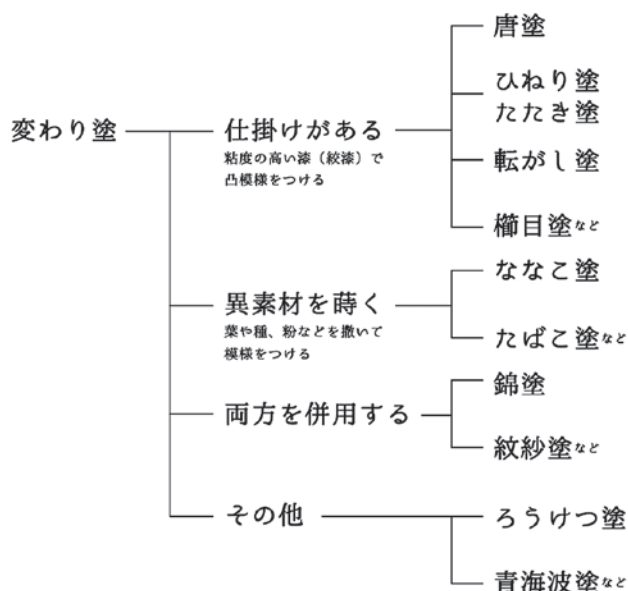 変わり塗
仕掛けがある
粘度の高い漆（絞漆）で
凸模様をつける
唐塗
ひねり塗
たたき塗
転がし塗
櫛目塗など
異素材を蒔く
葉や種、粉などを撒いて
模様をつける
ななこ塗
たばこ塗など
両方を併用する
錦塗
紋紗塗など
その他
ろうけつ塗
青海波塗など